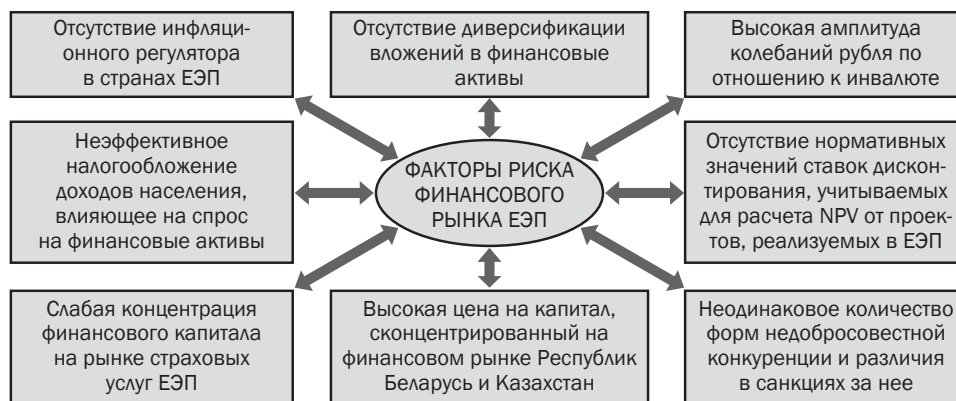 Отсутствие инфляци-
онного регулятора
в странах ЕЭП
Отсутствие диверсификации
вложений в финансовые
активы
Высокая амплитуда
колебаний рубля по
отношению к инвалюте
Неэффективное
налогообложение
доходов населения,
влияющее на спрос
на финансовые активы
ФАКТОРЫ РИСКА
ФИНАНСОВОГО
РЫНКА ЕЭП
Отсутствие нормативных
значений ставок дискон-
тирования, учитываемых
для расчета NPV от проек-
тов, реализуемых в ЕЭП
Слабая концентрация
финансового капитала
на рынке страховых
услуг ЕЭП
Высокая цена на капитал,
сконцентрированный на
финансовом рынке Республик
Беларусь и Казахстан
Неодинаковое количество
форм недобросовестной
конкуренции и различия
в санкциях за нее